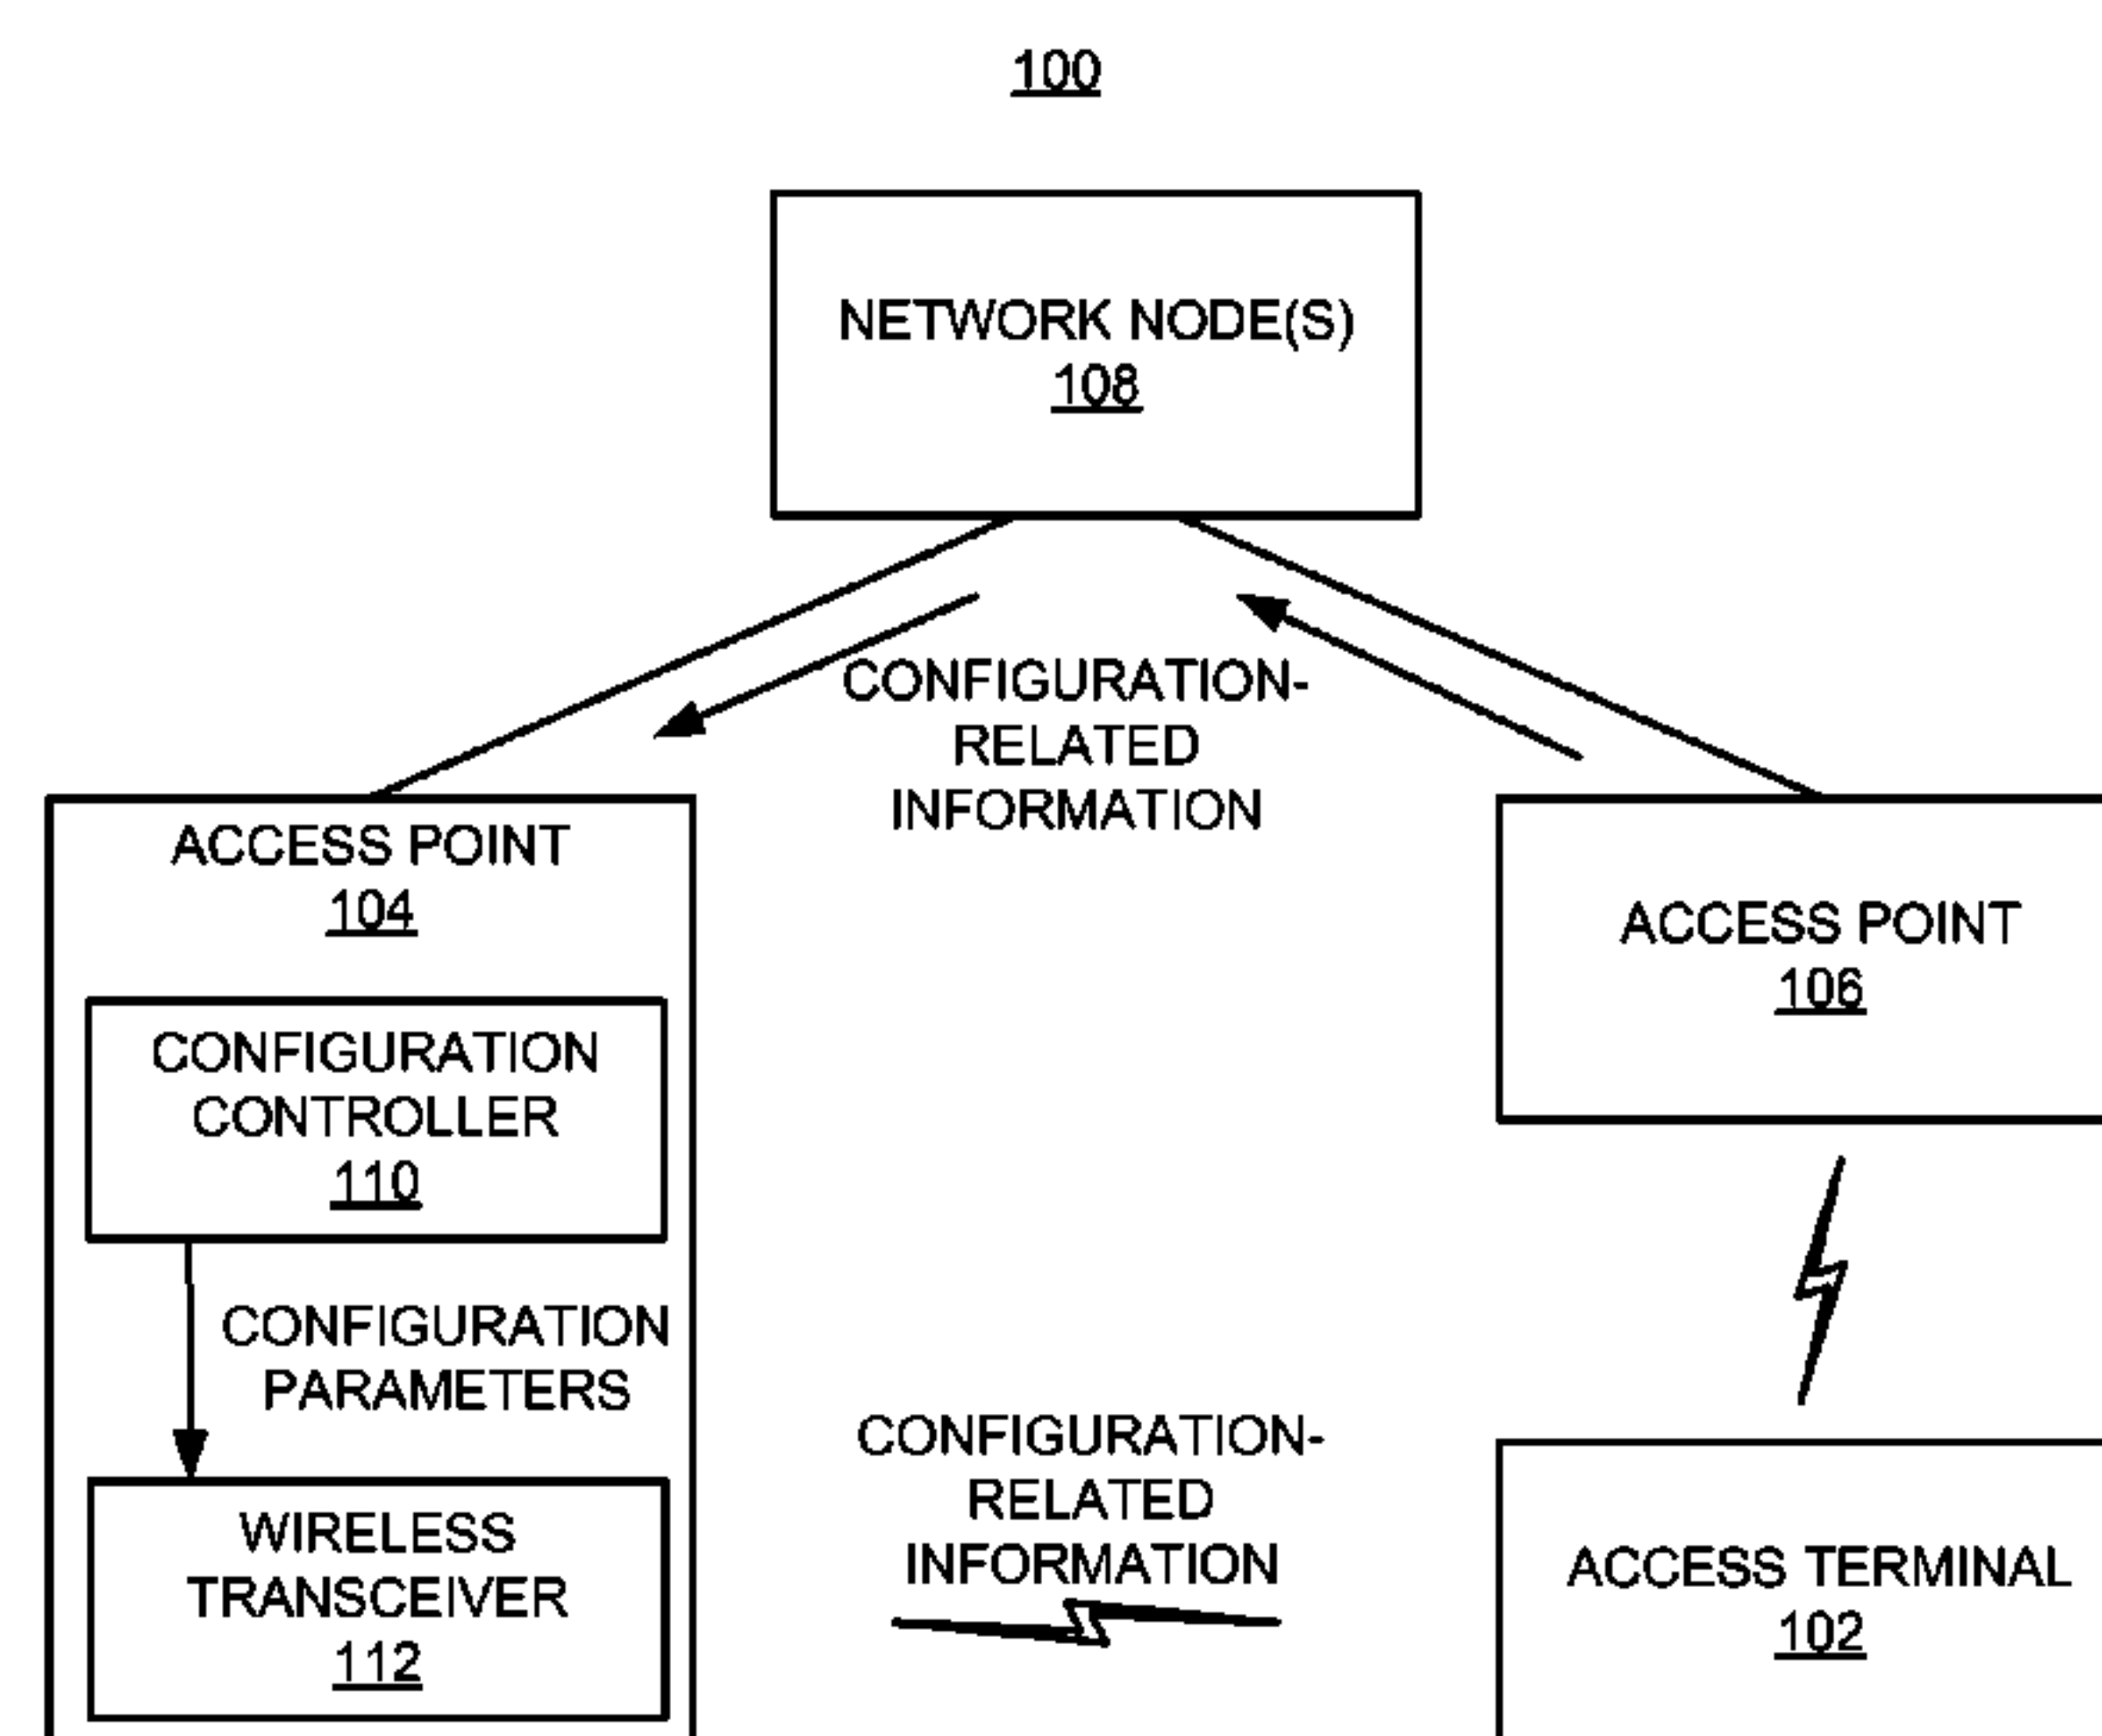 100
NETWORK NODE(S)
108
CONFIGURATION-
RELATED
INFORMATION
ACCESS POINT
104
ACCESS POINT
106
CONFIGURATION
CONTROLLER
110
CONFIGURATION
PARAMETERS
WIRELESS
TRANSCEIVER
112
CONFIGURATION-
RELATED
INFORMATION
ACCESS TERMINAL
102